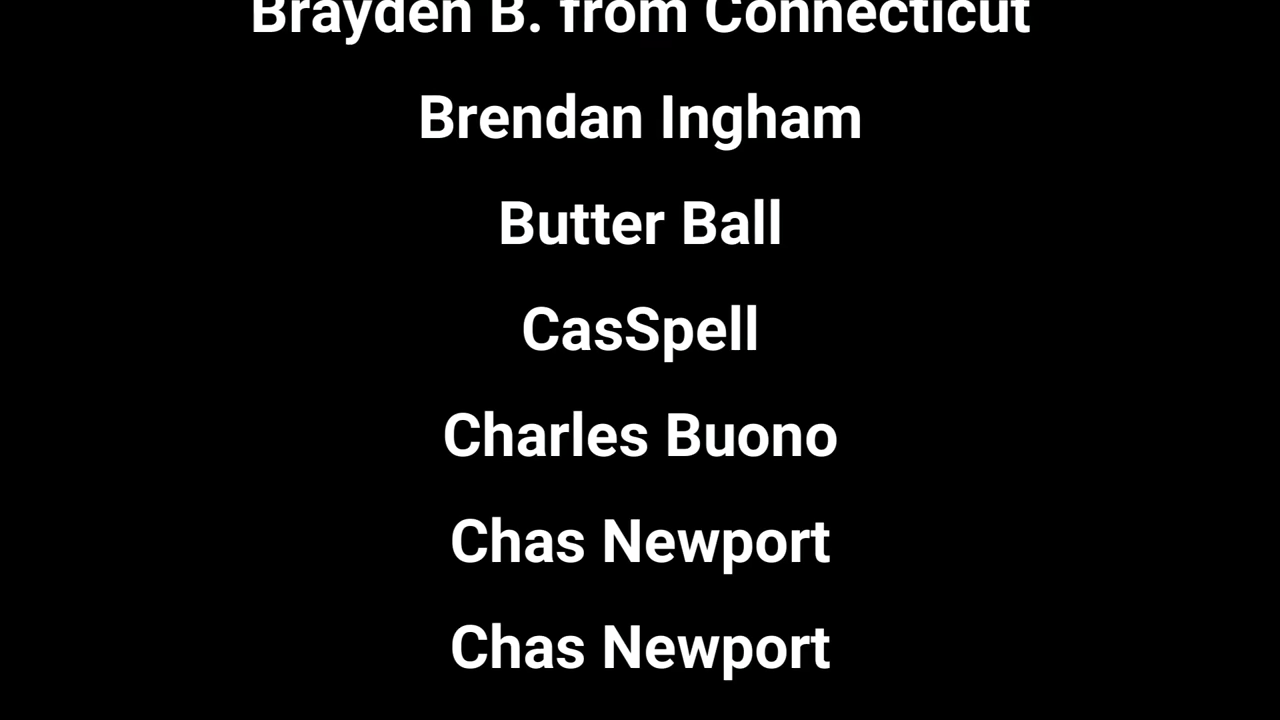 Brayden B. from Connecticut
Brendan Ingham
Butter Ball
CasSpell
Charles Buono
Chas Newport
Chas Newport